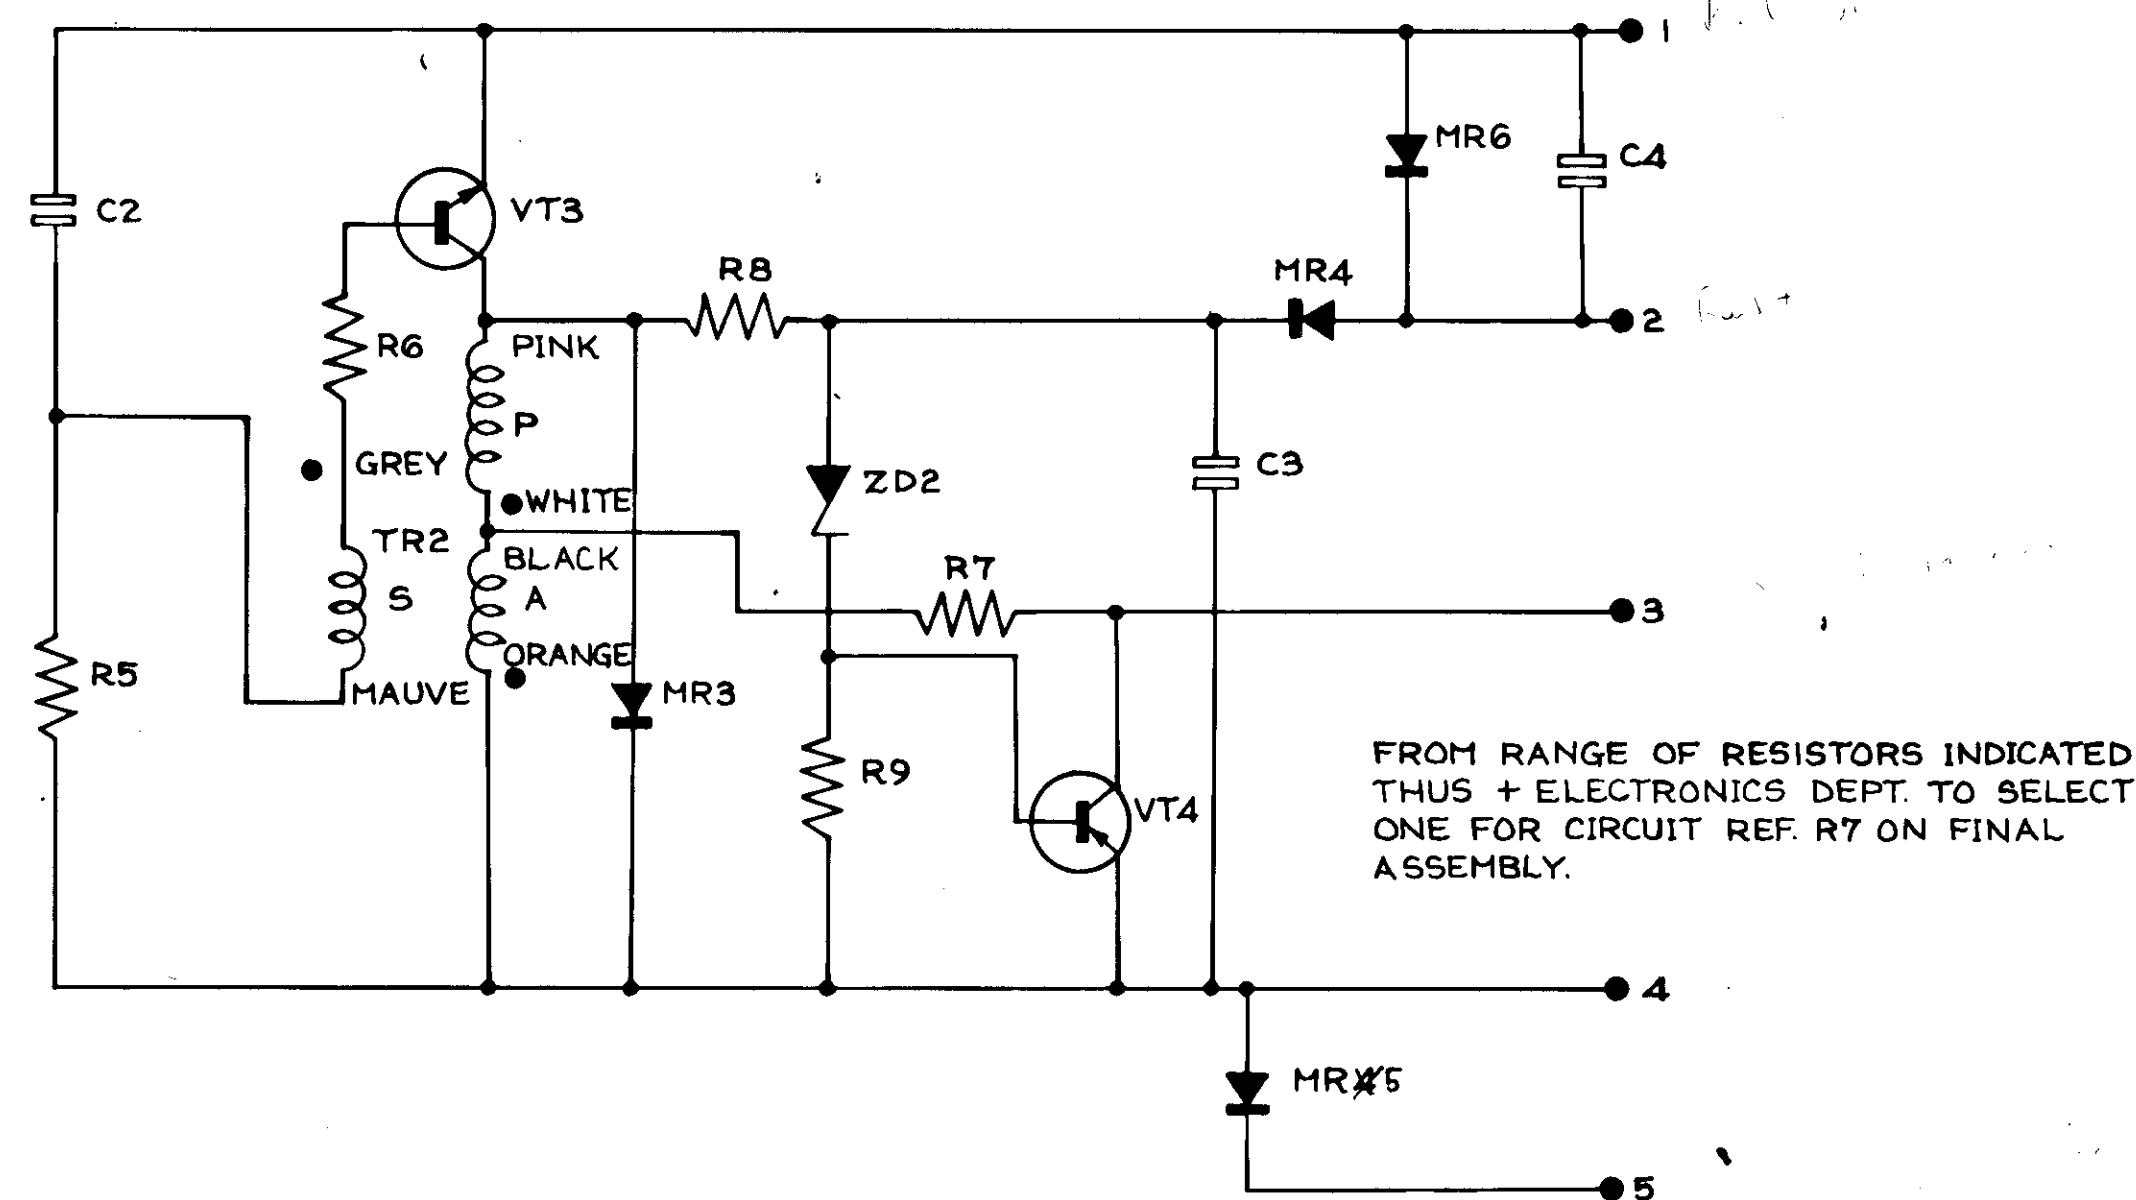 1
MR6
C4
C2
VT3
R8
MR4
2
R6
PINK
P
C3
GREY
ZD2
WHITE
TR2
BLACK
R7
S
A
3
ORANGE
R5
MAUVE
MR3
R9
VT4
FROM RANGE OF RESISTORS INDICATED
THUS + ELECTRONICS DEPT. TO SELECT
ONE FOR CIRCUIT REF. R7 ON FINAL
ASSEMBLY.
4
MR5
5